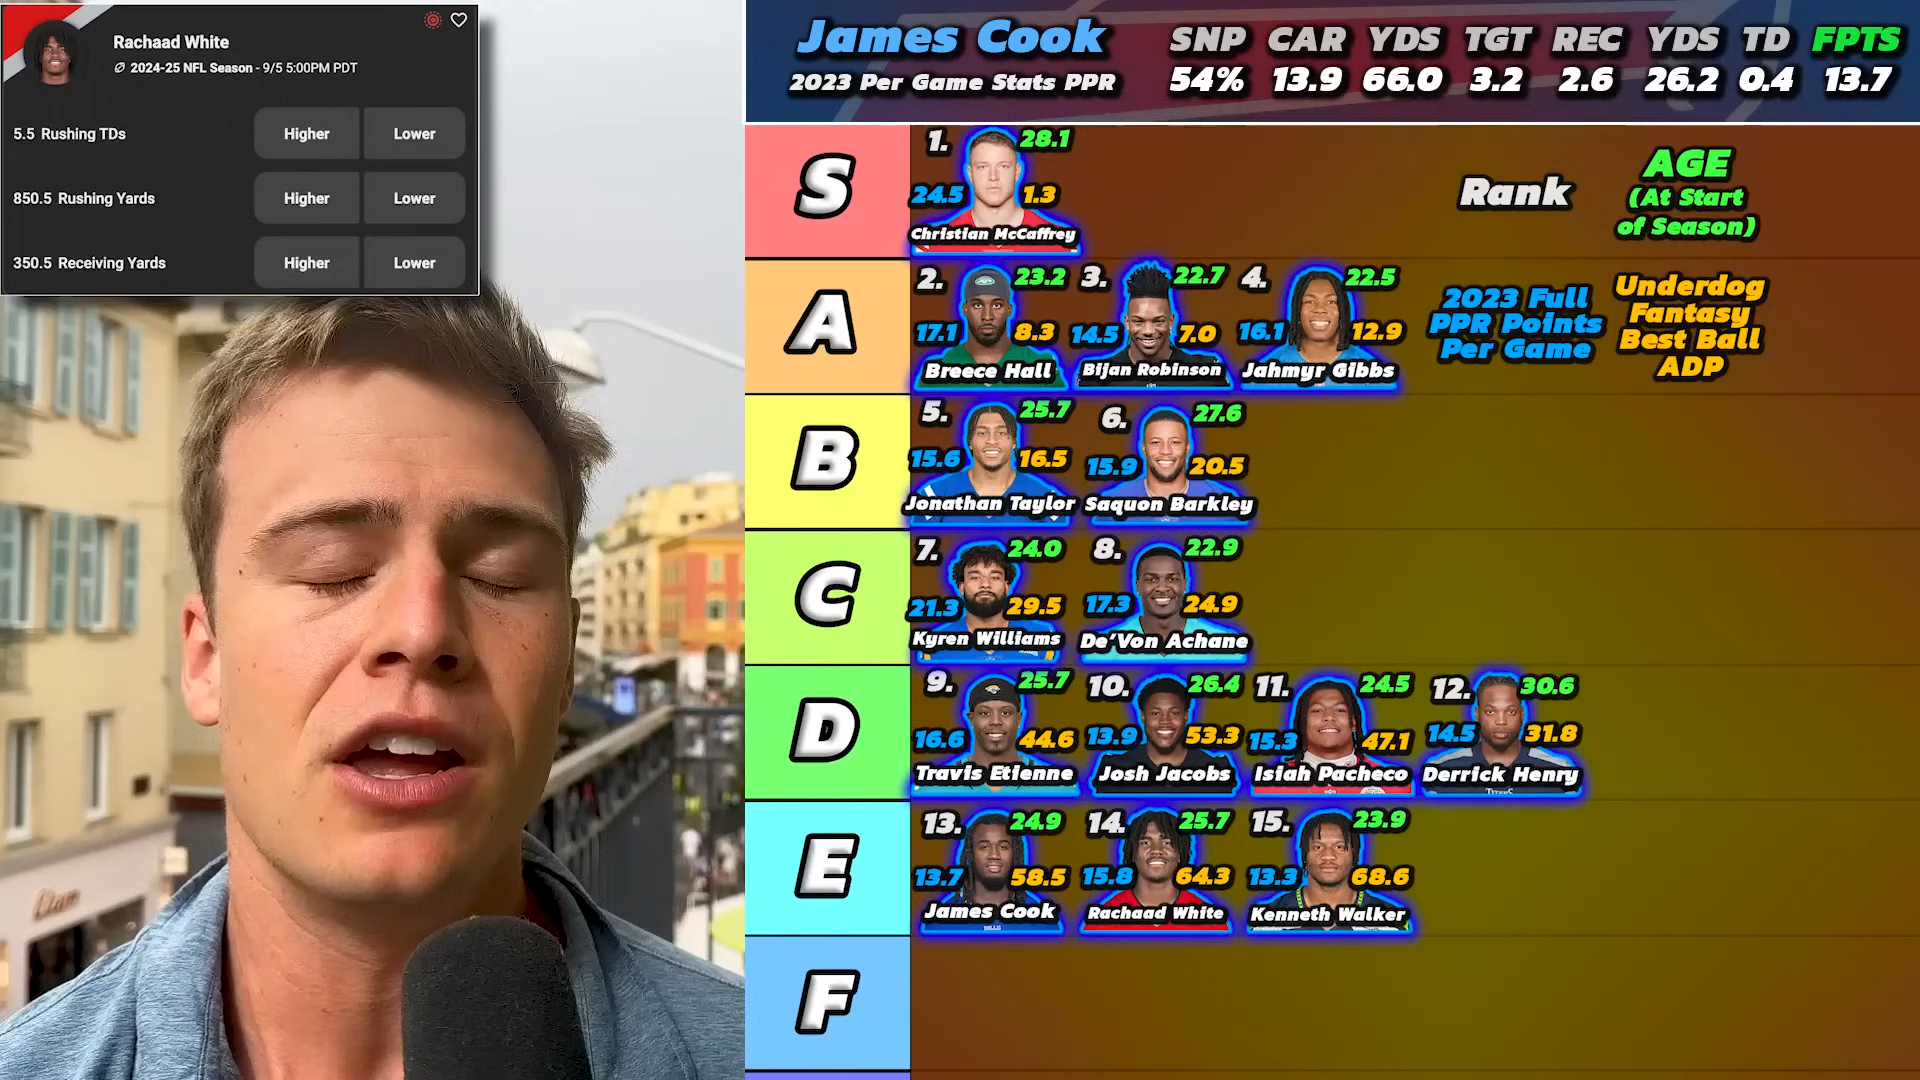 Rachaad White
2024-25 NFL Season - 9/5 5:00PM PDT
5.5 Rushing TDs
Higher
Lower
850.5 Rushing Yards
Higher
Lower
350.5 Receiving Yards
Higher
Lower
James Cook
2023 Per Game Stats PPR
SNP CAR YDS TGT REC YDS TD FPTS
54% 13.9 66.0 3.2 2.6 26.2 0.4 13.7
S
1. 28.1
24.5 1.3
Christian McCaffrey
Rank
AGE
(At Start
of Season)
A
2. 23.2
17.1 8.3
Breece Hall
3. 22.7
14.5 7.0
Bijan Robinson
4. 22.5
16.1 12.9
Jahmyr Gibbs
2023 Full
PPR Points
Per Game
Underdog
Fantasy
Best Ball
ADP
B
5. 25.7
15.6 16.5
Jonathan Taylor
6. 27.6
15.9 20.5
Saquon Barkley
C
7. 24.0
21.3 29.5
Kyren Williams
8. 22.9
17.3 24.9
De'Von Achane
D
9. 25.7
16.6 44.6
Travis Etienne
10. 26.4
13.9 53.3
Josh Jacobs
11. 24.5
15.3 47.1
Isiah Pacheco
12. 30.6
14.5 31.8
Derrick Henry
TITANS
E
13. 24.9
13.7 58.5
James Cook
BILLS
14. 25.7
15.8 64.3
Rachaad White
15. 23.9
13.3 68.6
Kenneth Walker
F